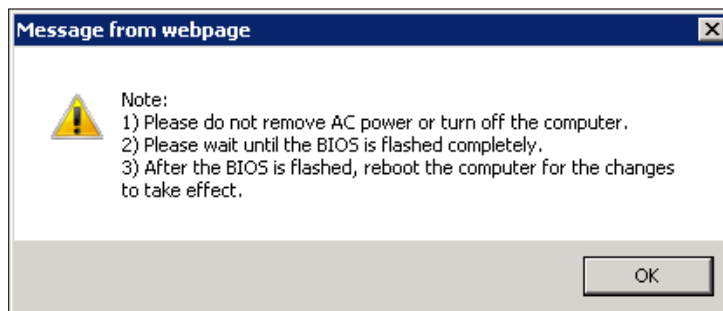 Message from webpage
Note:
1) Please do not remove AC power or turn off the computer.
2) Please wait until the BIOS is flashed completely.
3) After the BIOS is flashed, reboot the computer for the changes
to take effect.
OK